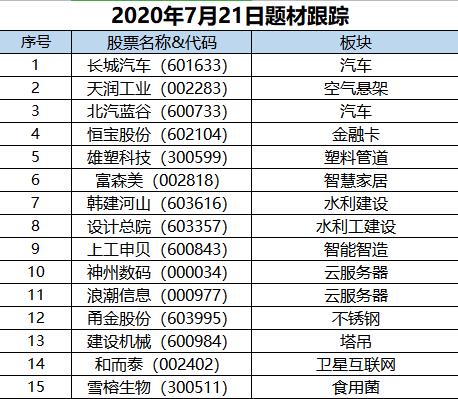 2020年7月21日题材跟踪
序号 股票名称&代码 板块
1 长城汽车（601633） 汽车
2 天润工业（002283） 空气悬架
3 北汽蓝谷（600733） 汽车
4 恒宝股份（002104） 金融卡
5 雄塑科技（300599） 塑料管道
6 富森美（002818） 智慧家居
7 韩建河山（603616） 水利建设
8 设计总院（603357） 水利工建设
9 上工申贝（600843） 智能智造
10 神州数码（000034） 云服务器
11 浪潮信息（000977） 云服务器
12 甬金股份（603995） 不锈钢
13 建设机械（600984） 塔吊
14 和而泰（002402） 卫星互联网
15 雪榕生物（300511） 食用菌